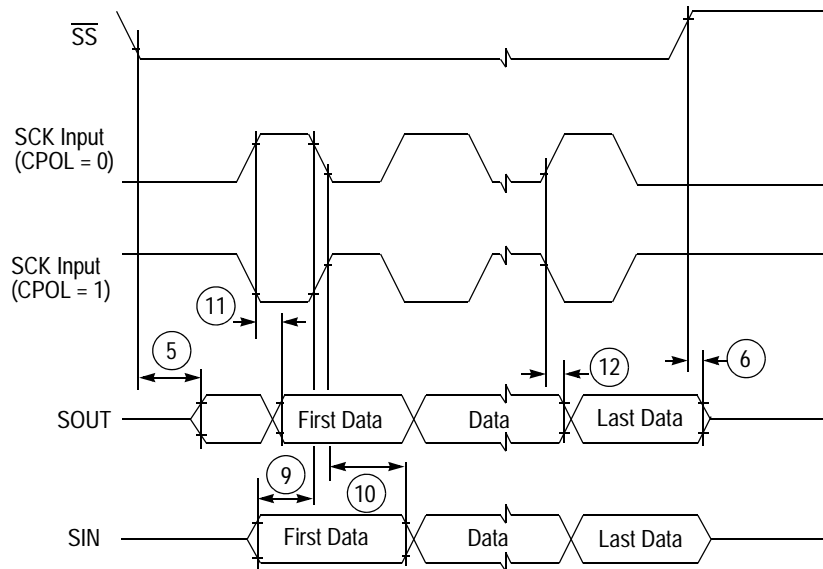 SS
SCK Input
(CPOL = 0)
SCK Input
(CPOL = 1)
11
5
12
6
SOUT
First Data
Data
Last Data
9
10
SIN
First Data
Data
Last Data